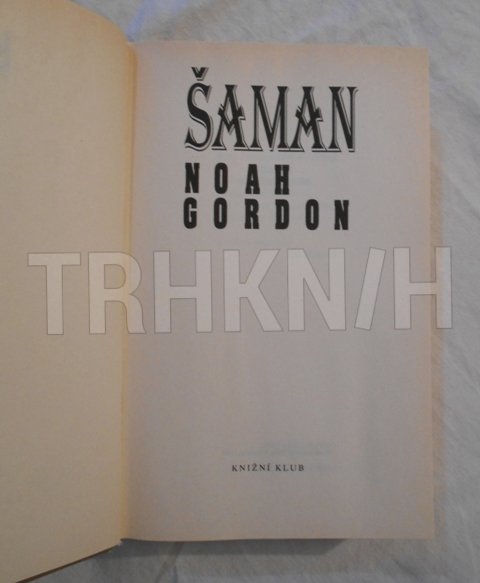 ŠAMAN
NOAH
GORDON
TRHKNIH
KNIŽNÍ KLUB